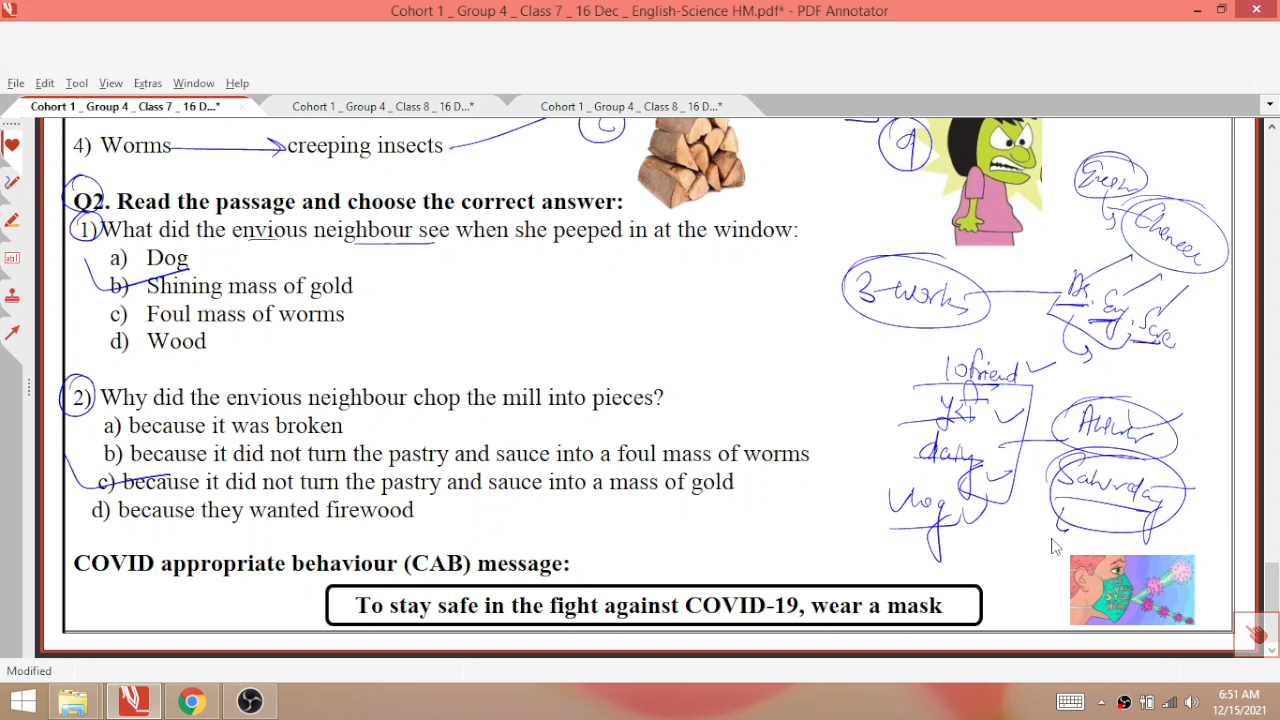 Cohort 1 _ Group 4 _ Class 7 _ 16 Dec _ English-Science HM.pdf* - PDF Annotator
File Edit Tool View Extras Window Help
Cohort 1 _ Group 4 _ Class 7 _ 16 D...* Cohort 1 _ Group 4 _ Class 8 _ 16 D...* Cohort 1 _ Group 4 _ Class 8 _ 16 D...*
4) Worms creeping insects
Q2. Read the passage and choose the correct answer:
1) What did the envious neighbour see when she peeped in at the window:
a) Dog
b) Shining mass of gold
c) Foul mass of worms
d) Wood
3-works
10 friend
2) Why did the envious neighbour chop the mill into pieces?
a) because it was broken
b) because it did not turn the pastry and sauce into a foul mass of worms
c) because it did not turn the pastry and sauce into a mass of gold
d) because they wanted firewood
Saturday
Vlog
COVID appropriate behaviour (CAB) message:
To stay safe in the fight against COVID-19, wear a mask
Modified
6:51 AM
12/15/2021